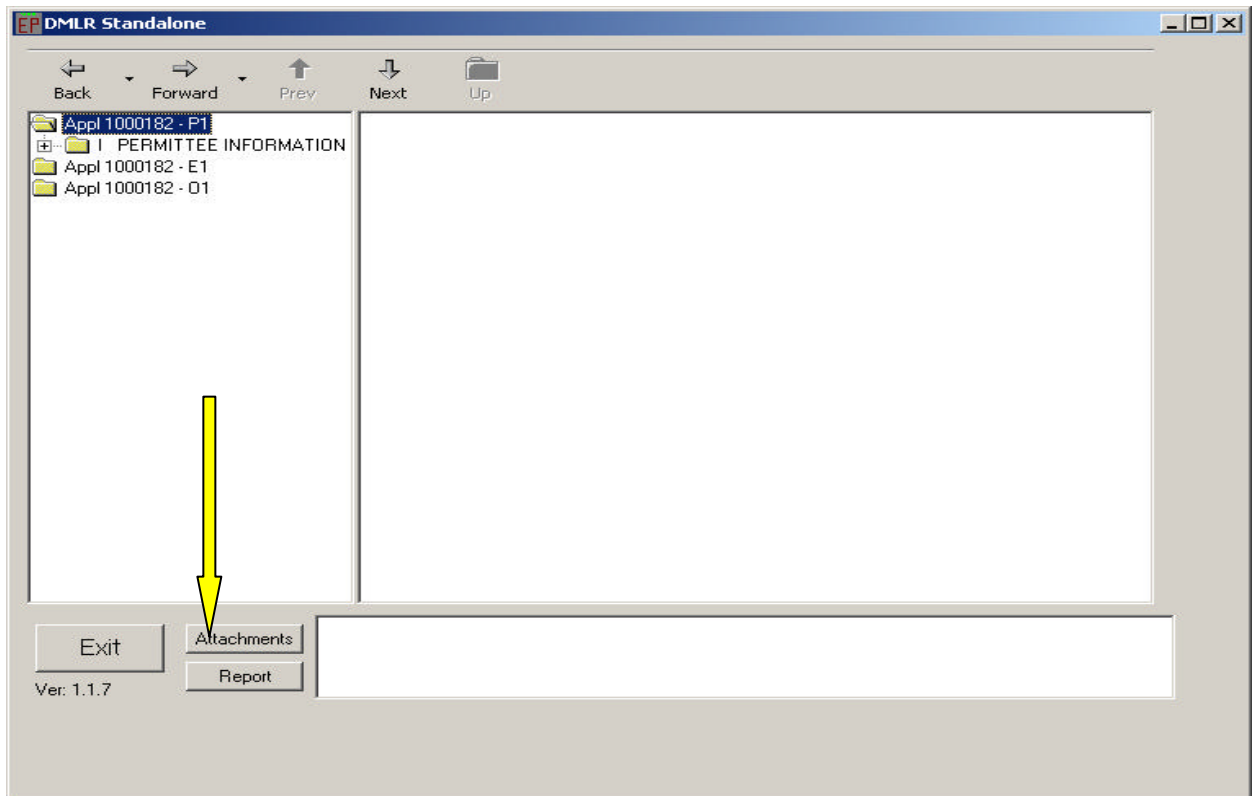 EP DMLR Standalone
Back Forward Prev Next Up
Appl 1000182 - P1
I PERMITTEE INFORMATION
Appl 1000182 - E1
Appl 1000182 - O1
Exit
Attachments
Report
Ver: 1.1.7